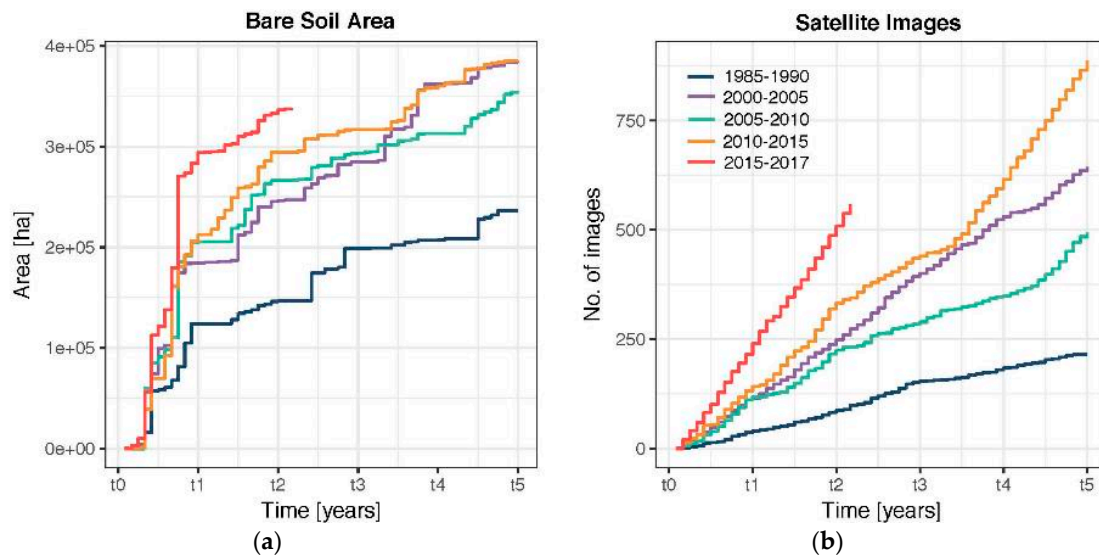 Bare Soil Area
4e+05
3e+05
2e+05
1e+05
0e+00
Area [ha]
t0 t1 t2 t3 t4 t5
Time [years]
(a)
Satellite Images
1985-1990
2000-2005
2005-2010
2010-2015
2015-2017
750
500
250
0
No. of images
t0 t1 t2 t3 t4 t5
Time [years]
(b)